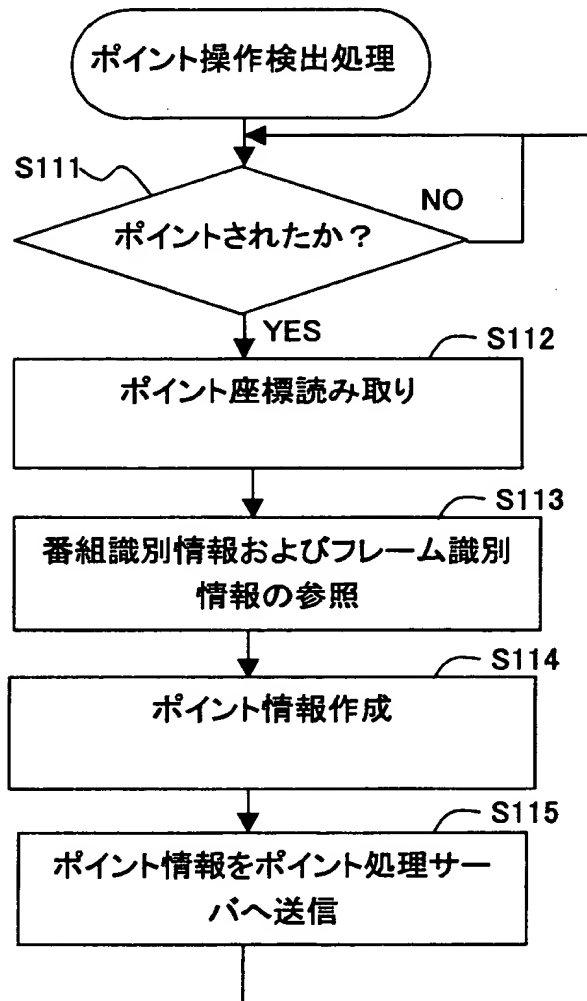 ポイント操作検出処理
S111
NO
ポイントされたか？
YES
S112
ポイント座標読み取り
S113
番組識別情報およびフレーム識別
情報の参照
S114
ポイント情報作成
S115
ポイント情報をポイント処理サー
バへ送信